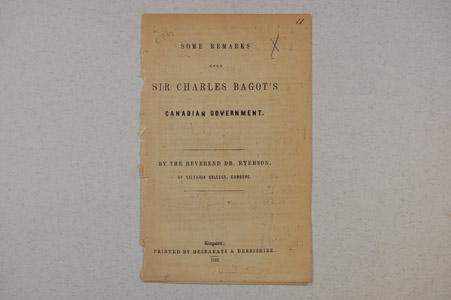 11
SOME REMARKS
UPON
SIR CHARLES BAGOT'S
CANADIAN GOVERNMENT.
BY THE REVEREND DR. RYERSON,
OF VICTORIA COLLEGE, COBOURG.
Kingston:
PRINTED BY DESBARATS & DERBISHIRE.